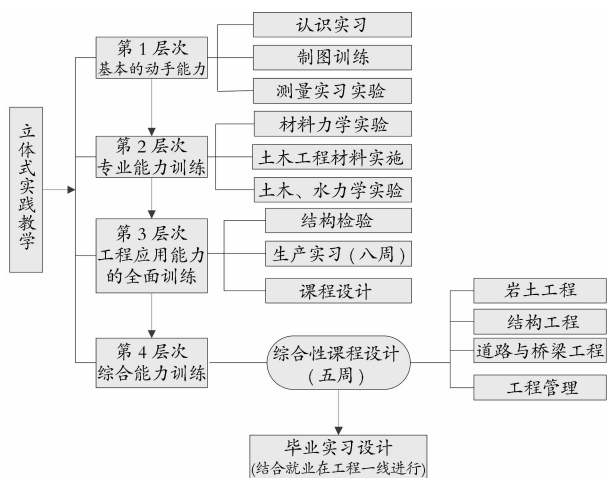 立体式实践教学
第1层次
基本的动手能力
认识实习
制图训练
测量实习实验
第2层次
专业能力训练
材料力学实验
土木工程材料实施
土木、水力学实验
第3层次
工程应用能力
的全面训练
结构检验
生产实习(八周)
课程设计
第4层次
综合能力训练
综合性课程设计
(五周)
岩土工程
结构工程
道路与桥梁工程
工程管理
毕业实习设计
(结合就业在工程一线进行)